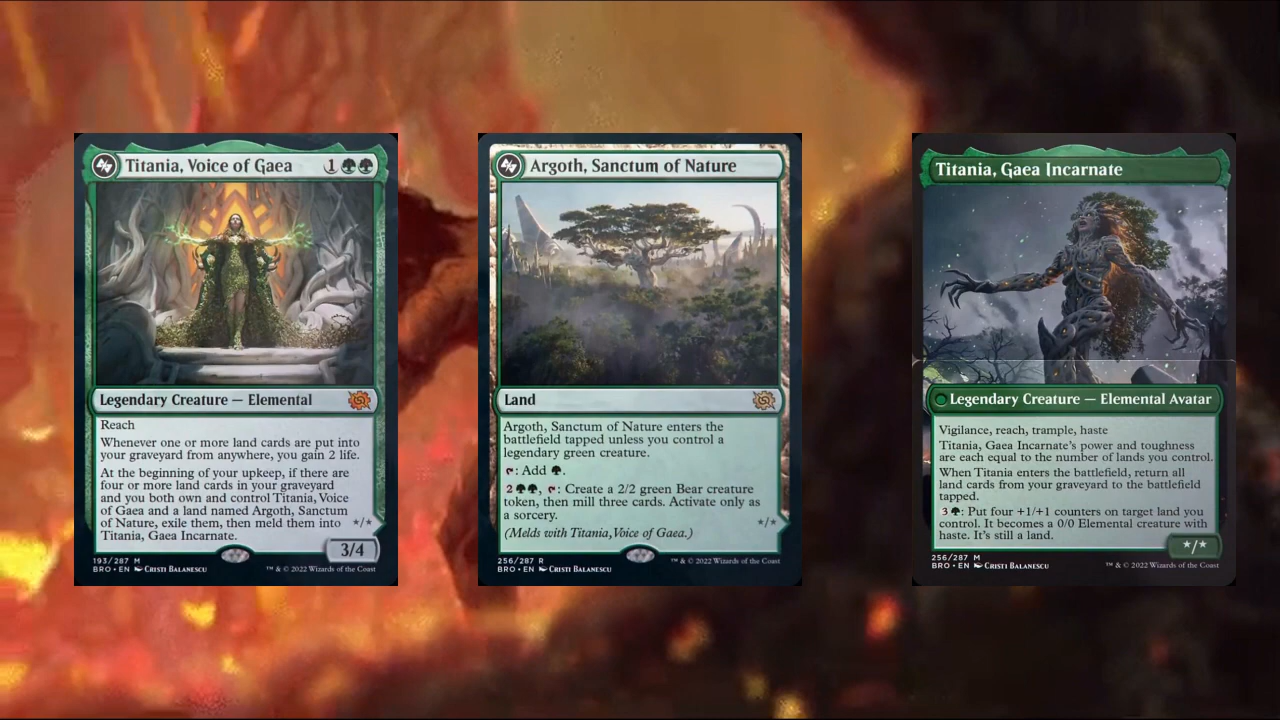 Titania, Voice of Gaea 1
Legendary Creature — Elemental
Reach
Whenever one or more land cards are put into
your graveyard from anywhere, you gain 2 life.
At the beginning of your upkeep, if there are
four or more land cards in your graveyard
and you both own and control Titania, Voice
of Gaea and a land named Argoth, Sanctum
of Nature, exile them, then meld them into
Titania, Gaea Incarnate.
*/*
3/4
193/287 M
BRO • EN CRISTI BALANESCU
™ & © 2022 Wizards of the Coast
Argoth, Sanctum of Nature
Land
Argoth, Sanctum of Nature enters the
battlefield tapped unless you control a
legendary green creature.
: Add .
2, : Create a 2/2 green Bear creature
token, then mill three cards. Activate only as
a sorcery.
(Melds with Titania,Voice of Gaea.)
*/*
256/287 R
BRO • EN CRISTI BALANESCU
™ & © 2022 Wizards of the Coast
Titania, Gaea Incarnate
Legendary Creature — Elemental Avatar
Vigilance, reach, trample, haste
Titania, Gaea Incarnate's power and toughness
are each equal to the number of lands you control.
When Titania enters the battlefield, return all
land cards from your graveyard to the battlefield
tapped.
3: Put four +1/+1 counters on target land you
control. It becomes a 0/0 Elemental creature with
haste. It's still a land.
*/*
256/287 M
BRO • EN CRISTI BALANESCU
™ & © 2022 Wizards of the Coast